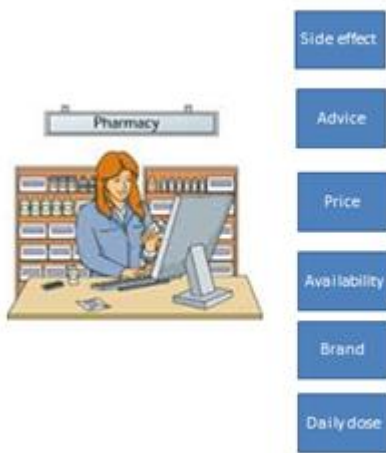 Pharmacy
Side effect
Advice
Price
Availability
Brand
Daily dose